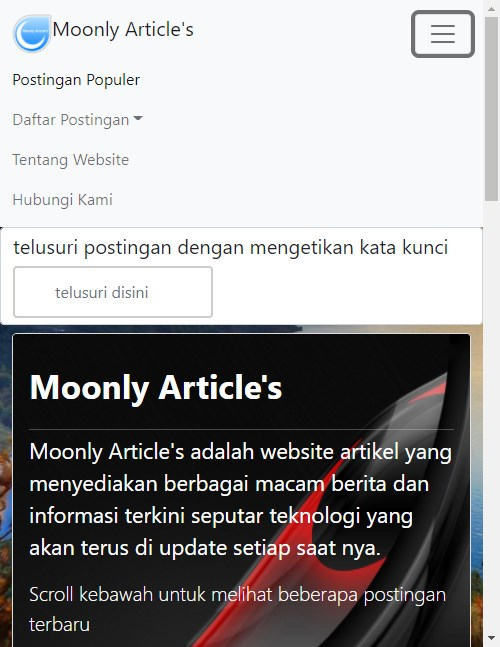 Moonly Article's
Postingan Populer
Daftar Postingan
Tentang Website
Hubungi Kami
telusuri postingan dengan mengetikan kata kunci
telusuri disini
Moonly Article's
Moonly Article's adalah website artikel yang
menyediakan berbagai macam berita dan
informasi terkini seputar teknologi yang
akan terus di update setiap saat nya.
Scroll kebawah untuk melihat beberapa postingan
terbaru